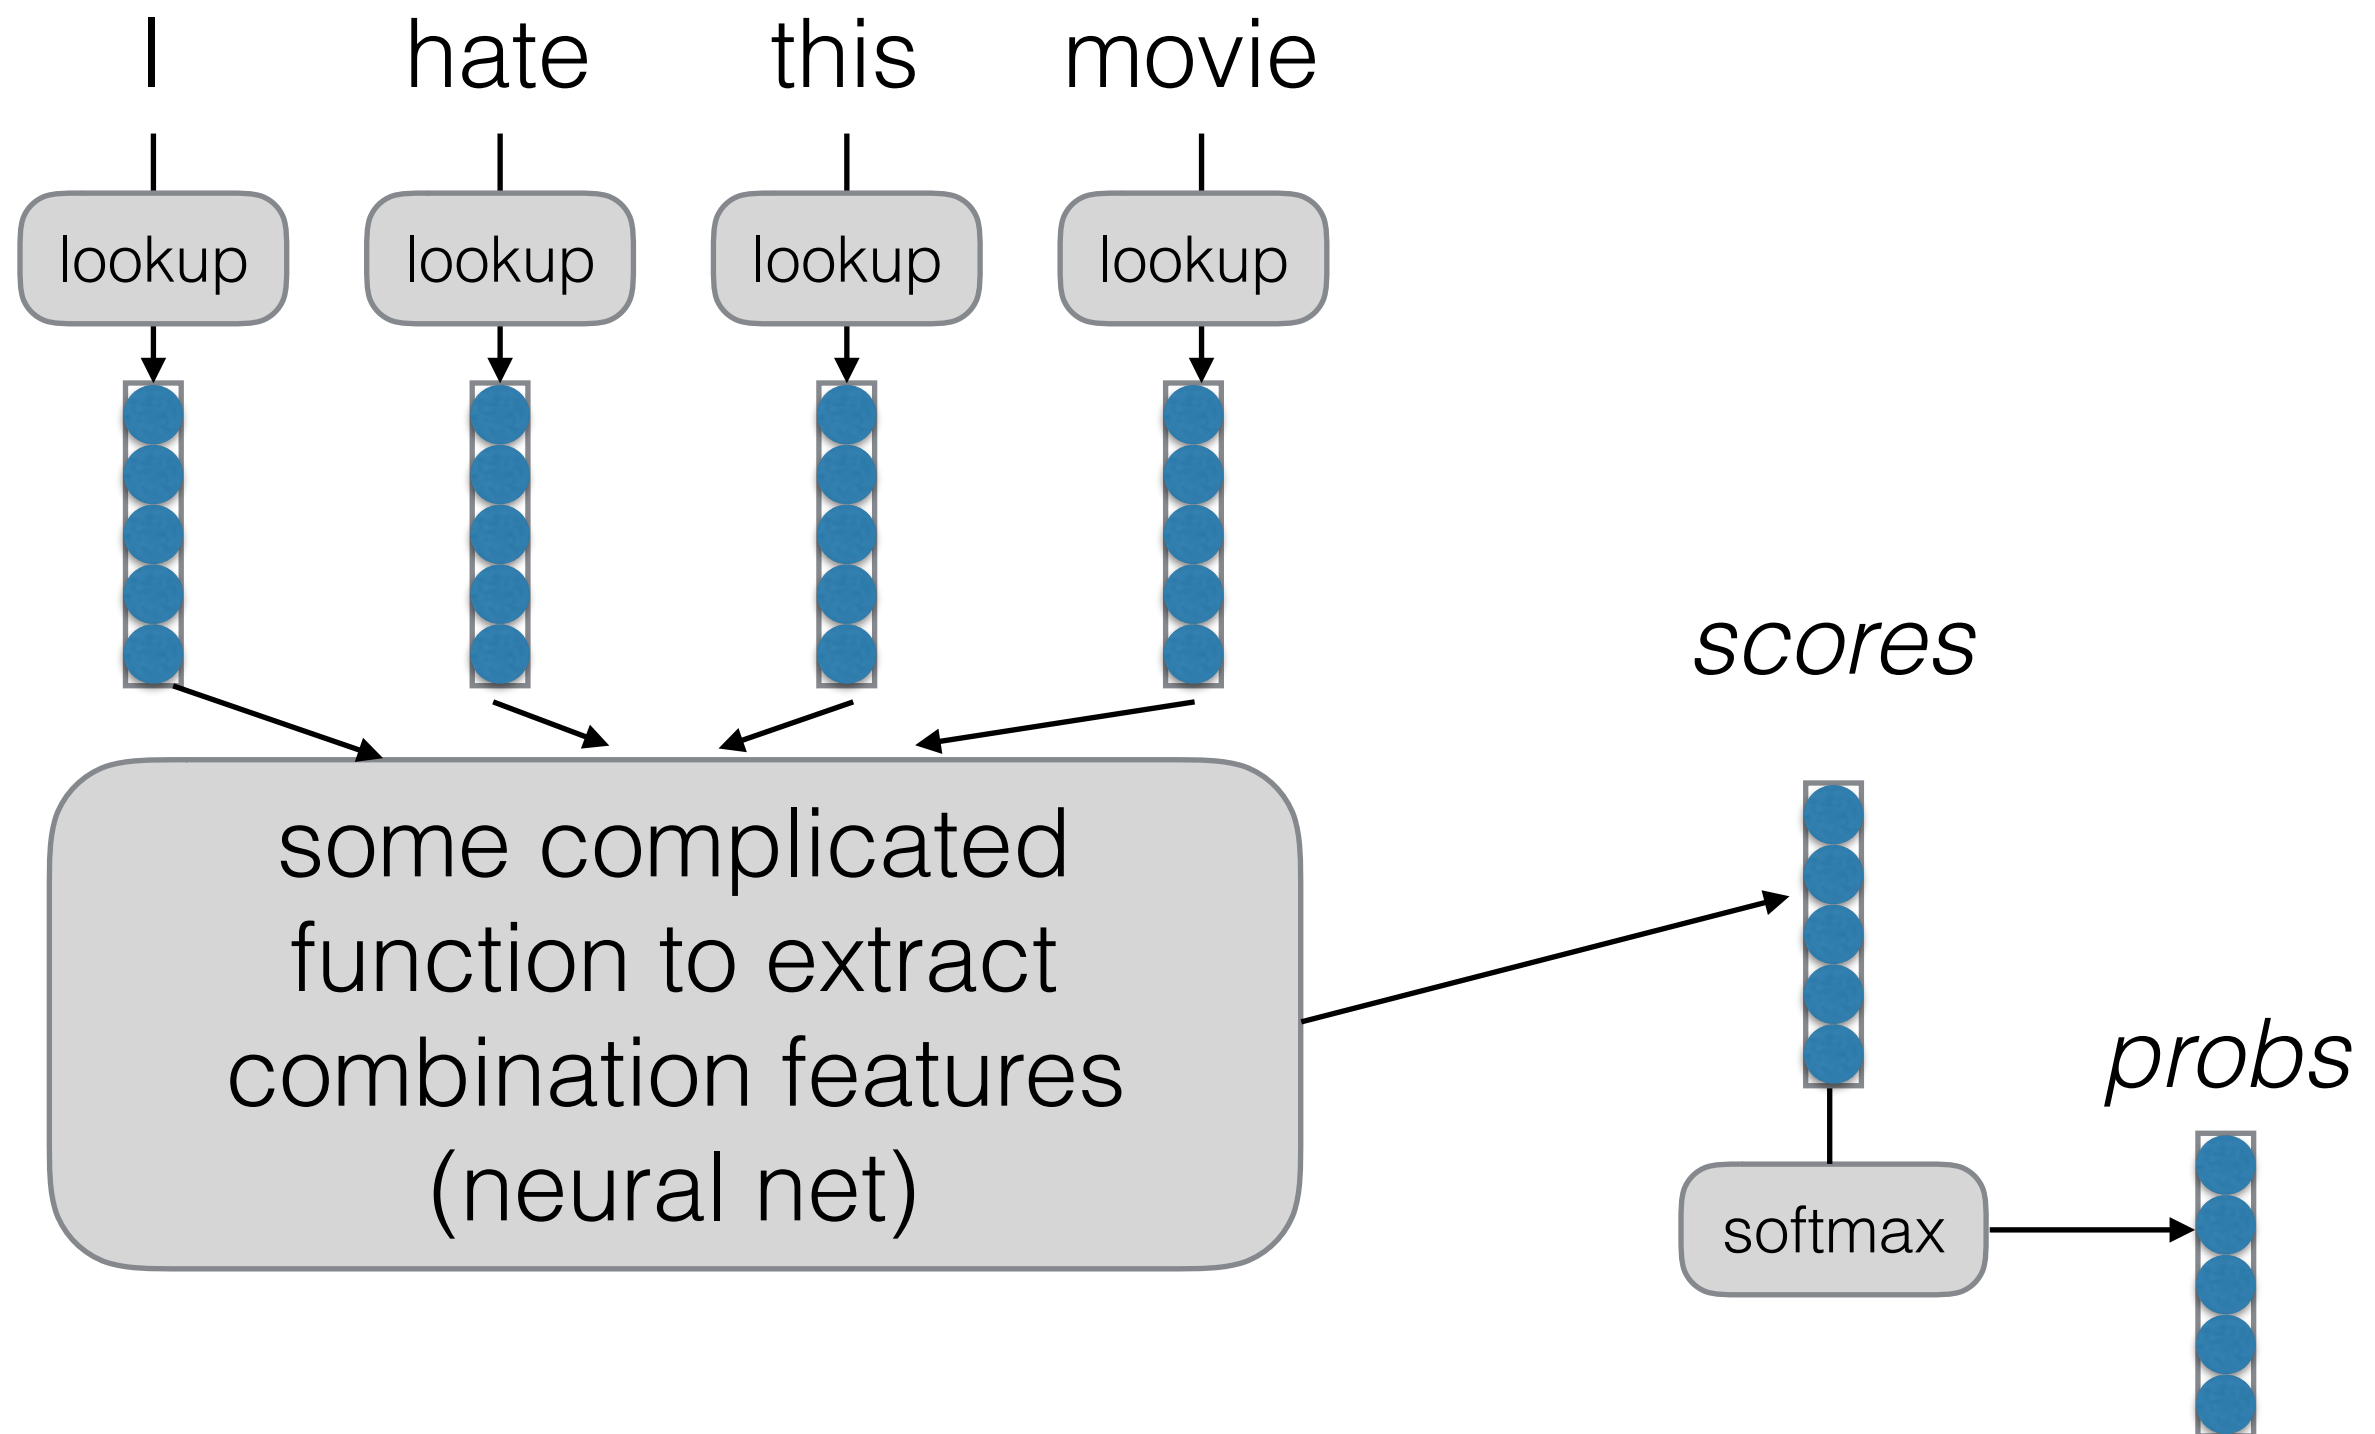 I hate this movie
lookup lookup lookup lookup
scores
some complicated
function to extract
combination features
(neural net)
probs
softmax